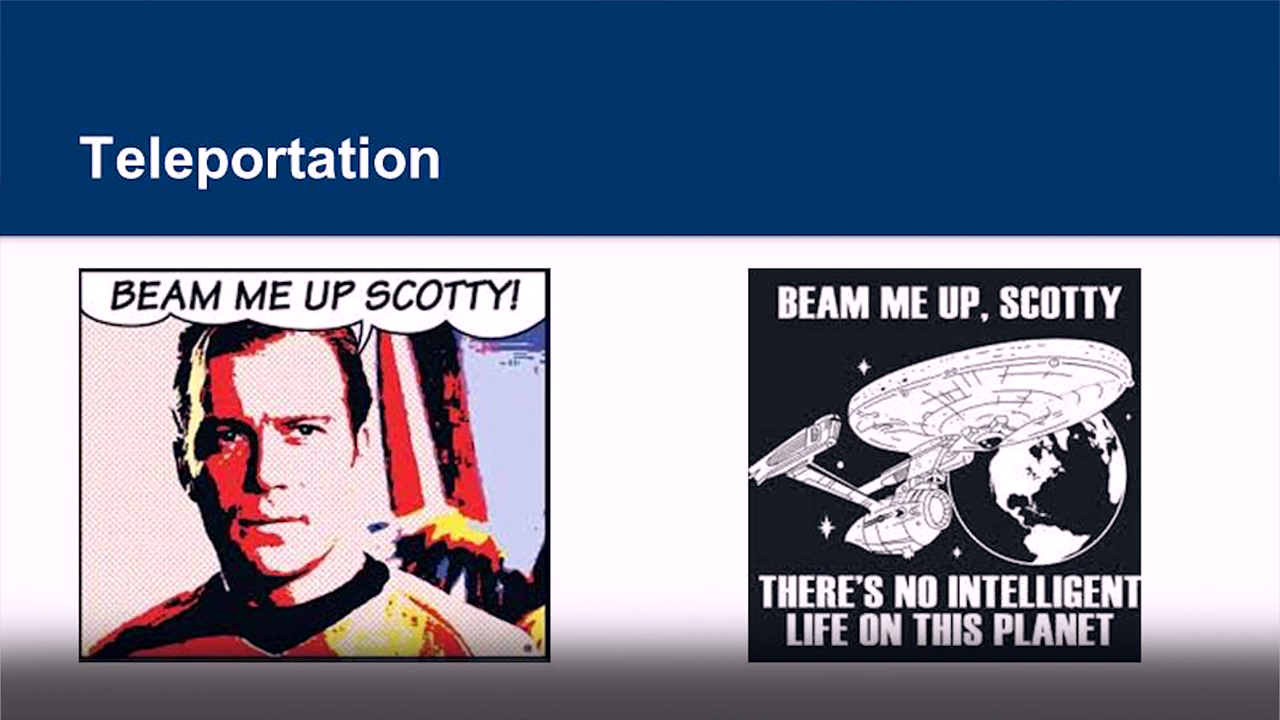 Teleportation
BEAM ME UP SCOTTY!
BEAM ME UP, SCOTTY
THERE'S NO INTELLIGENT
LIFE ON THIS PLANET